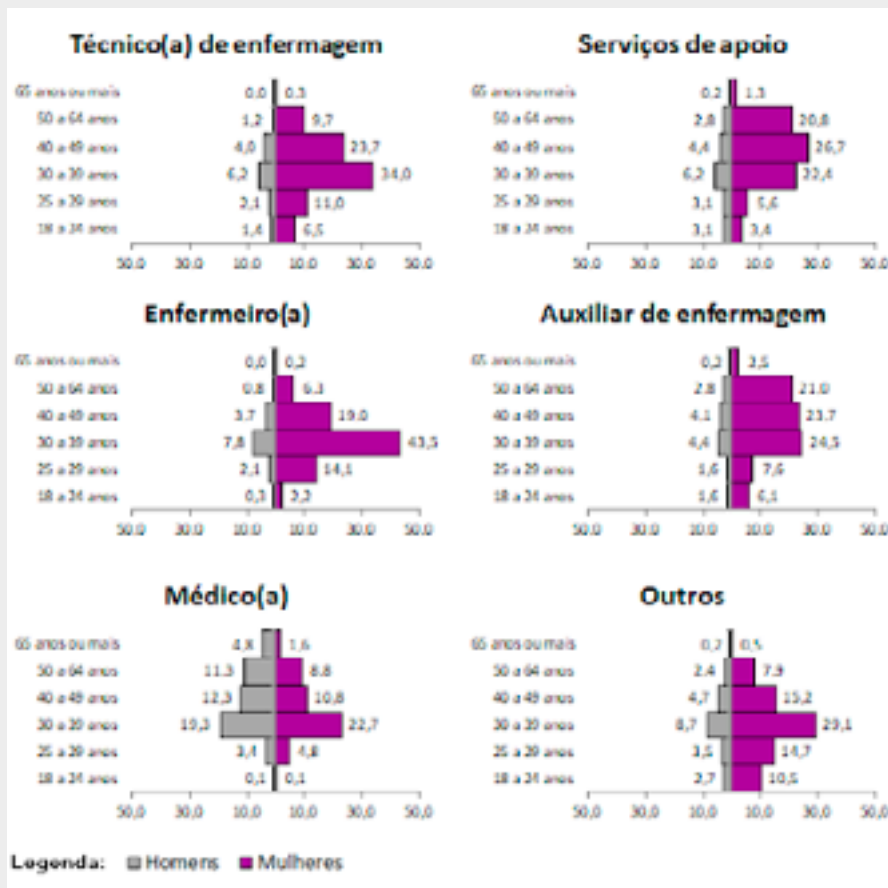 Técnico(a) de enfermagem
65 anos ou mais 0,0 0,3
50 a 64 anos 1,2 9,7
40 a 49 anos 4,0 23,7
30 a 39 anos 6,2 34,0
25 a 29 anos 2,1 11,0
18 a 24 anos 1,4 6,5
50,0 30,0 10,0 10,0 30,0 50,0
Serviços de apoio
65 anos ou mais 0,2 1,3
50 a 64 anos 2,8 20,8
40 a 49 anos 4,4 26,7
30 a 39 anos 6,2 22,4
25 a 29 anos 3,1 5,6
18 a 24 anos 3,1 3,4
50,0 30,0 10,0 10,0 30,0 50,0
Enfermeiro(a)
65 anos ou mais 0,0 0,2
50 a 64 anos 0,8 6,3
40 a 49 anos 3,7 19,0
30 a 39 anos 7,8 43,5
25 a 29 anos 2,1 14,1
18 a 24 anos 0,3 2,2
50,0 30,0 10,0 10,0 30,0 50,0
Auxiliar de enfermagem
65 anos ou mais 0,2 2,5
50 a 64 anos 2,8 21,0
40 a 49 anos 4,1 23,7
30 a 39 anos 4,4 24,5
25 a 29 anos 1,6 7,6
18 a 24 anos 1,6 6,1
50,0 30,0 10,0 10,0 30,0 50,0
Médico(a)
65 anos ou mais 4,8 1,6
50 a 64 anos 11,3 8,8
40 a 49 anos 12,3 10,8
30 a 39 anos 19,3 22,7
25 a 29 anos 3,4 4,8
18 a 24 anos 0,1 0,1
50,0 30,0 10,0 10,0 30,0 50,0
Outros
65 anos ou mais 0,2 0,5
50 a 64 anos 2,4 7,9
40 a 49 anos 4,7 15,2
30 a 39 anos 8,7 29,1
25 a 29 anos 3,5 14,7
18 a 24 anos 2,7 10,5
50,0 30,0 10,0 10,0 30,0 50,0
Legenda: Homens Mulheres